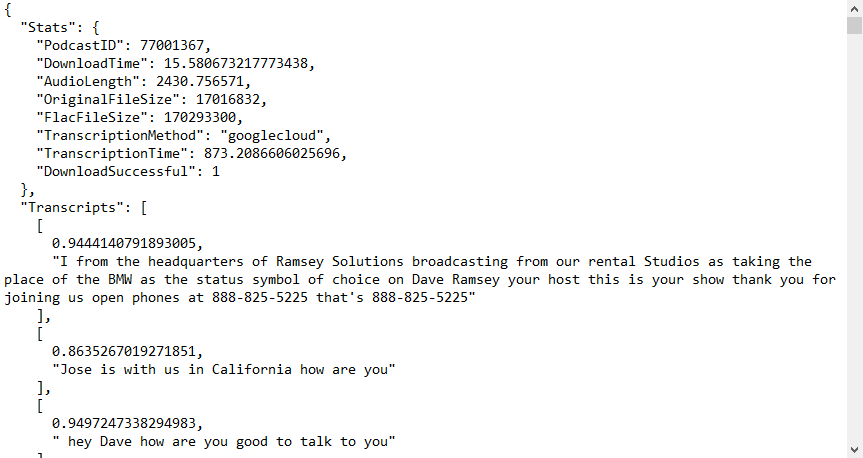 {
"Stats": {
"PodcastID": 77001367,
"DownloadTime": 15.580673217773438,
"AudioLength": 2430.756571,
"OriginalFileSize": 17016832,
"FlacFileSize": 170293300,
"TranscriptionMethod": "googlecloud",
"TranscriptionTime": 873.2086606025696,
"DownloadSuccessful": 1
},
"Transcripts": [
[
0.9444140791893005,
"I from the headquarters of Ramsey Solutions broadcasting from our rental Studios as taking the
place of the BMW as the status symbol of choice on Dave Ramsey your host this is your show thank you for
joining us open phones at 888-825-5225 that's 888-825-5225"
],
[
0.8635267019271851,
"Jose is with us in California how are you"
],
[
0.9497247338294983,
" hey Dave how are you good to talk to you"